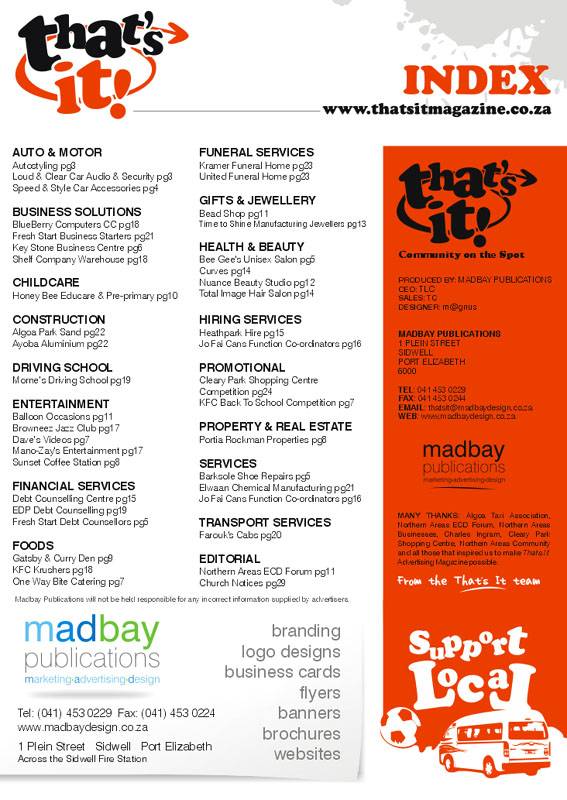 that's
it!
INDEX
www.thatsitmagazine.co.za
AUTO & MOTOR
Autostyling pg3
Loud & Clear Car Audio & Security pg3
Speed & Style Car Accessories pg4
BUSINESS SOLUTIONS
BlueBerry Computers CC pg18
Fresh Start Business Starters pg21
Key Stone Business Centre pg6
Shelf Company Warehouse pg18
CHILDCARE
Honey Bee Educare & Pre-primary pg10
CONSTRUCTION
Algoa Park Sand pg22
Ayoba Aluminium pg22
DRIVING SCHOOL
Morne's Driving School pg19
ENTERTAINMENT
Balloon Occasions pg11
Browneez Jazz Club pg17
Dave's Videos pg7
Mano-Zay's Entertainment pg17
Sunset Coffee Station pg8
FINANCIAL SERVICES
Debt Counselling Centre pg15
EDP Debt Counselling pg19
Fresh Start Debt Counsellors pg5
FOODS
Gatsby & Curry Den pg9
KFC Krushers pg18
One Way Bite Catering pg7
FUNERAL SERVICES
Kramer Funeral Home pg23
United Funeral Home pg23
GIFTS & JEWELLERY
Bead Shop pg11
Time to Shine Manufacturing Jewellers pg13
HEALTH & BEAUTY
Bee Gee's Unisex Salon pg5
Curves pg14
Nuance Beauty Studio pg12
Total Image Hair Salon pg14
HIRING SERVICES
Heathpark Hire pg15
Jo Fai Cans Function Co-ordinators pg16
PROMOTIONAL
Cleary Park Shopping Centre
Competition pg24
KFC Back To School Competition pg7
PROPERTY & REAL ESTATE
Portia Rockman Properties pg8
SERVICES
Barksole Shoe Repairs pg5
Elwaan Chemical Manufacturing pg21
Jo Fai Cans Function Co-ordinators pg16
TRANSPORT SERVICES
Farouk's Cabs pg20
EDITORIAL
Northern Areas ECD Forum pg11
Church Notices pg29
Madbay Publications will not be held responsible for any incorrect information supplied by advertisers.
madbay
publications
marketing•advertising•design
Tel: (041) 453 0229 Fax: (041) 453 0224
www.madbaydesign.co.za
1 Plein Street Sidwell Port Elizabeth
Across the Sidwell Fire Station
branding
logo designs
business cards
flyers
banners
brochures
websites
that's
it!
Community on the Spot
PRODUCED BY: MADBAY PUBLICATIONS
CEO: TLC
SALES: TC
DESIGNER: m@gnus
MADBAY PUBLICATIONS
1 PLEIN STREET
SIDWELL
PORT ELIZABETH
6000
TEL: 041 453 0229
FAX: 041 453 0244
EMAIL: thatsit@madbaydesign.co.za
WEB: www.madbaydesign.co.za
madbay
publications
marketing•advertising•design
MANY THANKS: Algoa Taxi Association,
Northern Areas ECD Forum, Northern Areas
Businesses, Charles Ingram, Cleary Park
Shopping Centre, Northern Areas Community
and all those that inspired us to make Thats It
Advertising Magazine possible.
From the That's It team
Support
Local